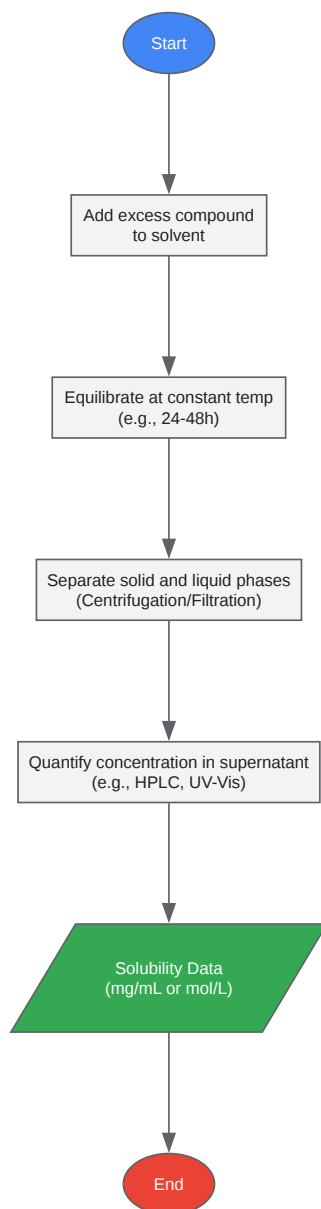 Start
Add excess compound
to solvent
Equilibrate at constant temp
(e.g., 24-48h)
Separate solid and liquid phases
(Centrifugation/Filtration)
Quantify concentration in supernatant
(e.g., HPLC, UV-Vis)
Solubility Data
(mg/mL or mol/L)
End